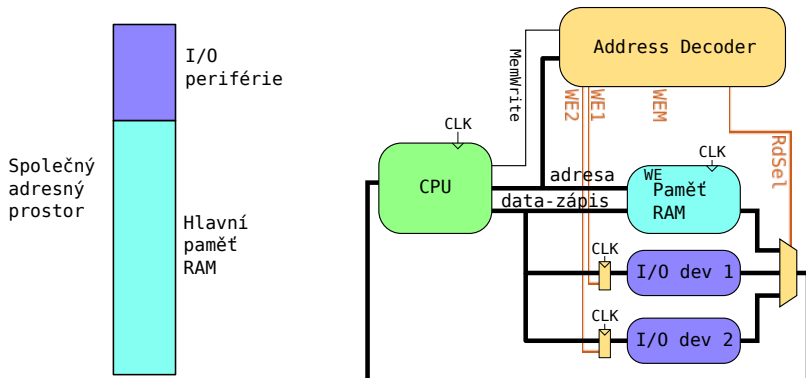 I/O
periférie
Společný
adresný
prostor
Hlavní
paměť
RAM
Address Decoder
MemWrite
WE2
WE1
WEM
RdSel
CLK
CPU
adresa
data-zápis
CLK
WE
Paměť
RAM
CLK
I/O dev 1
CLK
I/O dev 2